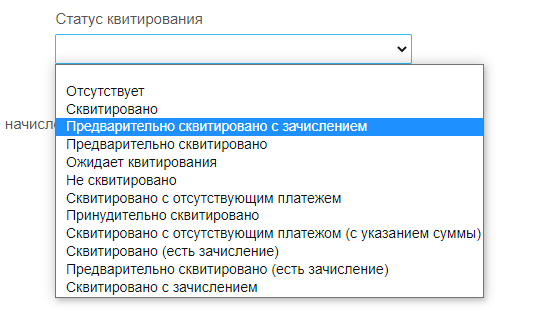 Статус квитирования
Отсутствует
Сквитировано
Предварительно сквитировано с зачислением
начисле
Предварительно сквитировано
Ожидает квитирования
Не сквитировано
Сквитировано с отсутствующим платежем
Принудительно сквитировано
Сквитировано с отсутствующим платежом (с указанием суммы)
Сквитировано (есть зачисление)
Предварительно сквитировано (есть зачисление)
Сквитировано с зачислением